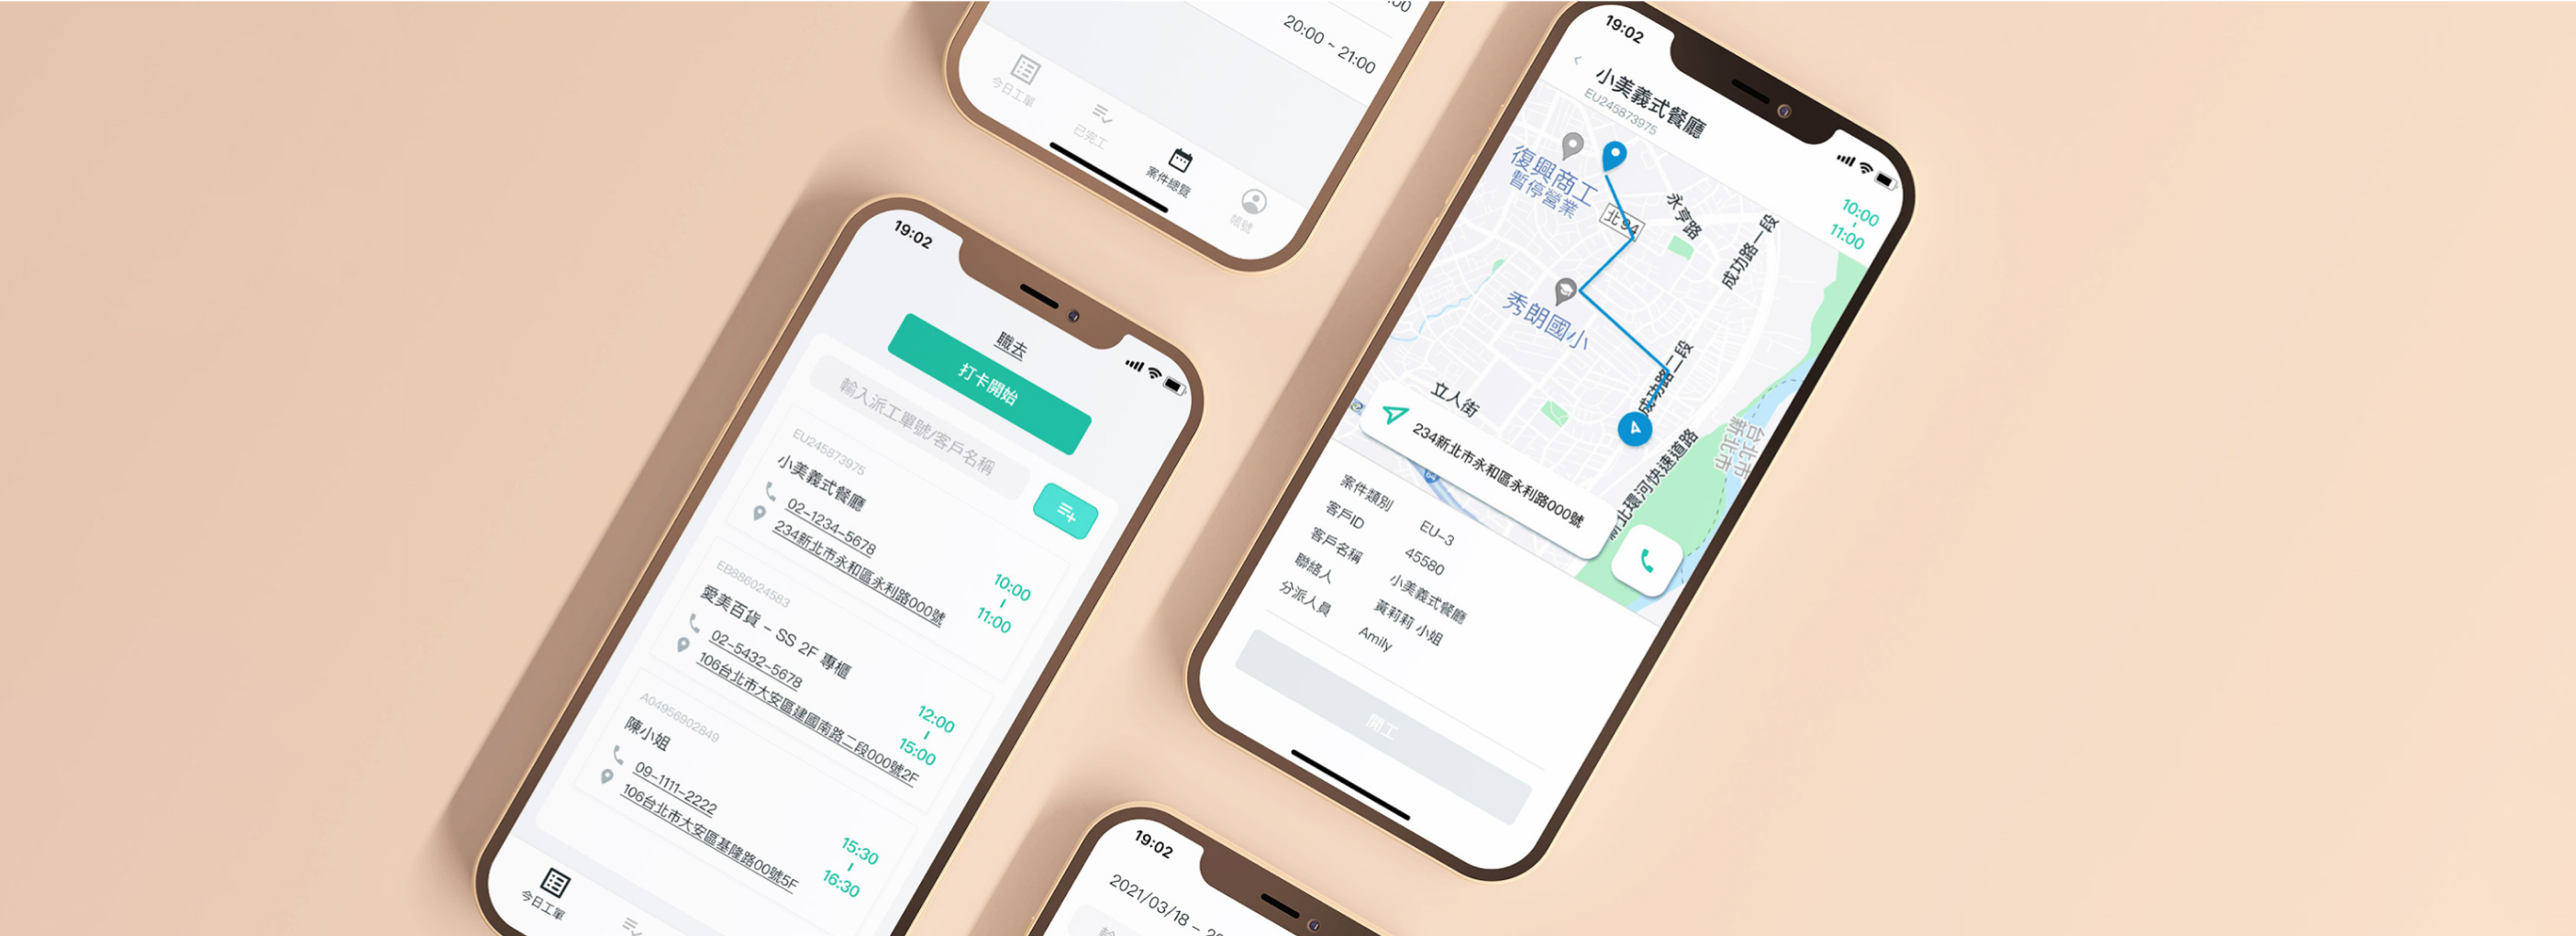 20:00 ~ 21:00
今日工單
已完工
案件總覽
帳號
19:02
職去
打卡開始
輸入派工單號/客戶名稱
EU245873975
小美義式餐廳
02-1234-5678
234新北市永和區永利路000號
10:00
-
11:00
EB886024583
愛美百貨 - SS 2F 專櫃
02-5432-5678
106台北市大安區建國南路二段000號2F
12:00
-
15:00
A04956902849
陳小姐
09-1111-2222
106台北市大安區基隆路00號5F
15:30
-
16:30
今日工單
19:02
小美義式餐廳
EU245873975
10:00
-
11:00
復興商工
暫停營業
北94
永亨路
成功路一段
秀朗國小
成功路二段
立人街
台北市
新北市
新北環河快速道路
234新北市永和區永利路000號
案件類別 EU-3
客戶ID 45580
客戶名稱 小美義式餐廳
聯絡人 黃莉莉 小姐
分派人員 Amily
開工
19:02
2021/03/18 -